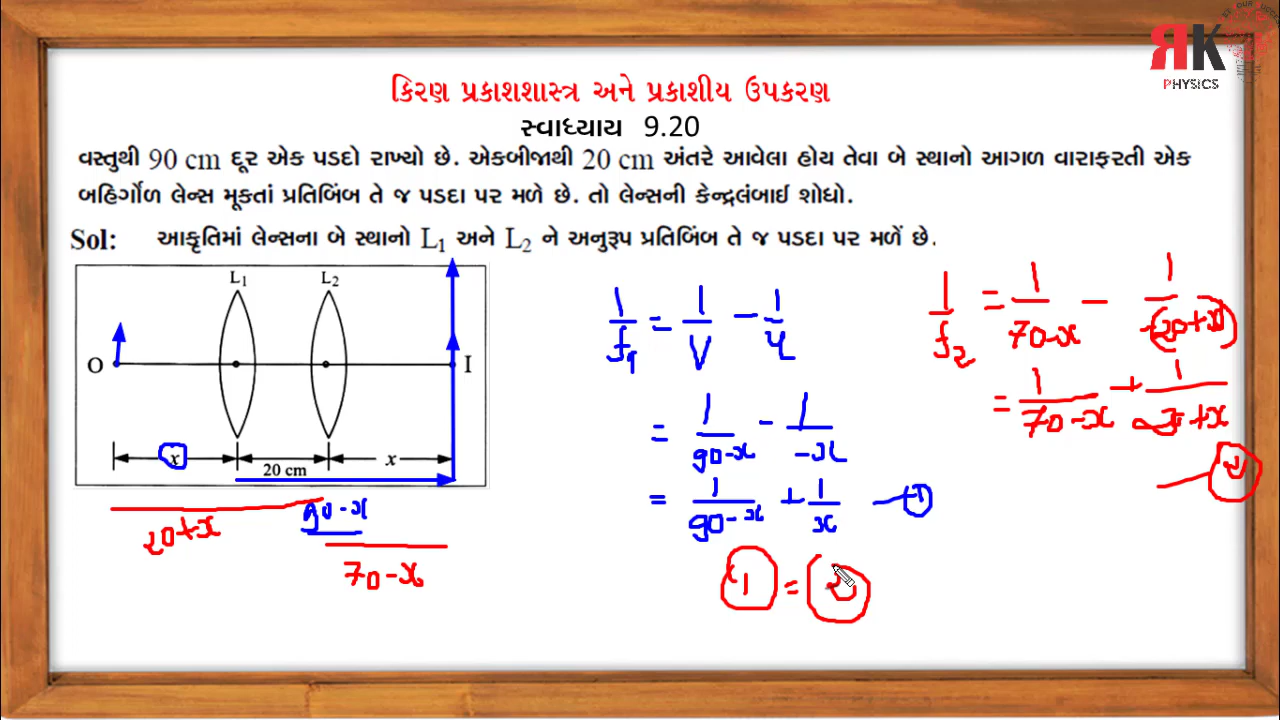 RK
PHYSICS
કિરણ પ્રકાશશાસ્ત્ર અને પ્રકાશીય ઉપકરણ
સ્વાધ્યાય 9.20
વસ્તુથી 90 cm દૂર એક પડદો રાખ્યો છે. એકબીજાથી 20 cm અંતરે આવેલા હોય તેવા બે સ્થાનો આગળ વારાફરતી એક
બહિર્ગોળ લેન્સ મૂકતાં પ્રતિબિંબ તે જ પડદા પર મળે છે. તો લેન્સની કેન્દ્રલંબાઈ શોધો.
Sol: આકૃતિમાં લેન્સના બે સ્થાનો L₁ અને L₂ ને અનુરૂપ પ્રતિબિંબ તે જ પડદા પર મળેં છે.
L₁ L₂
O I
x 20 cm x
20+x 90-x
70-x
1/f₁ = 1/V - 1/u
= 1/90-x - 1/-x
= 1/90-x + 1/x — 1
1/f₂ = 1/70-x - 1/-(20+x)
= 1/70-x + 1/20+x
— 2
1 = 2